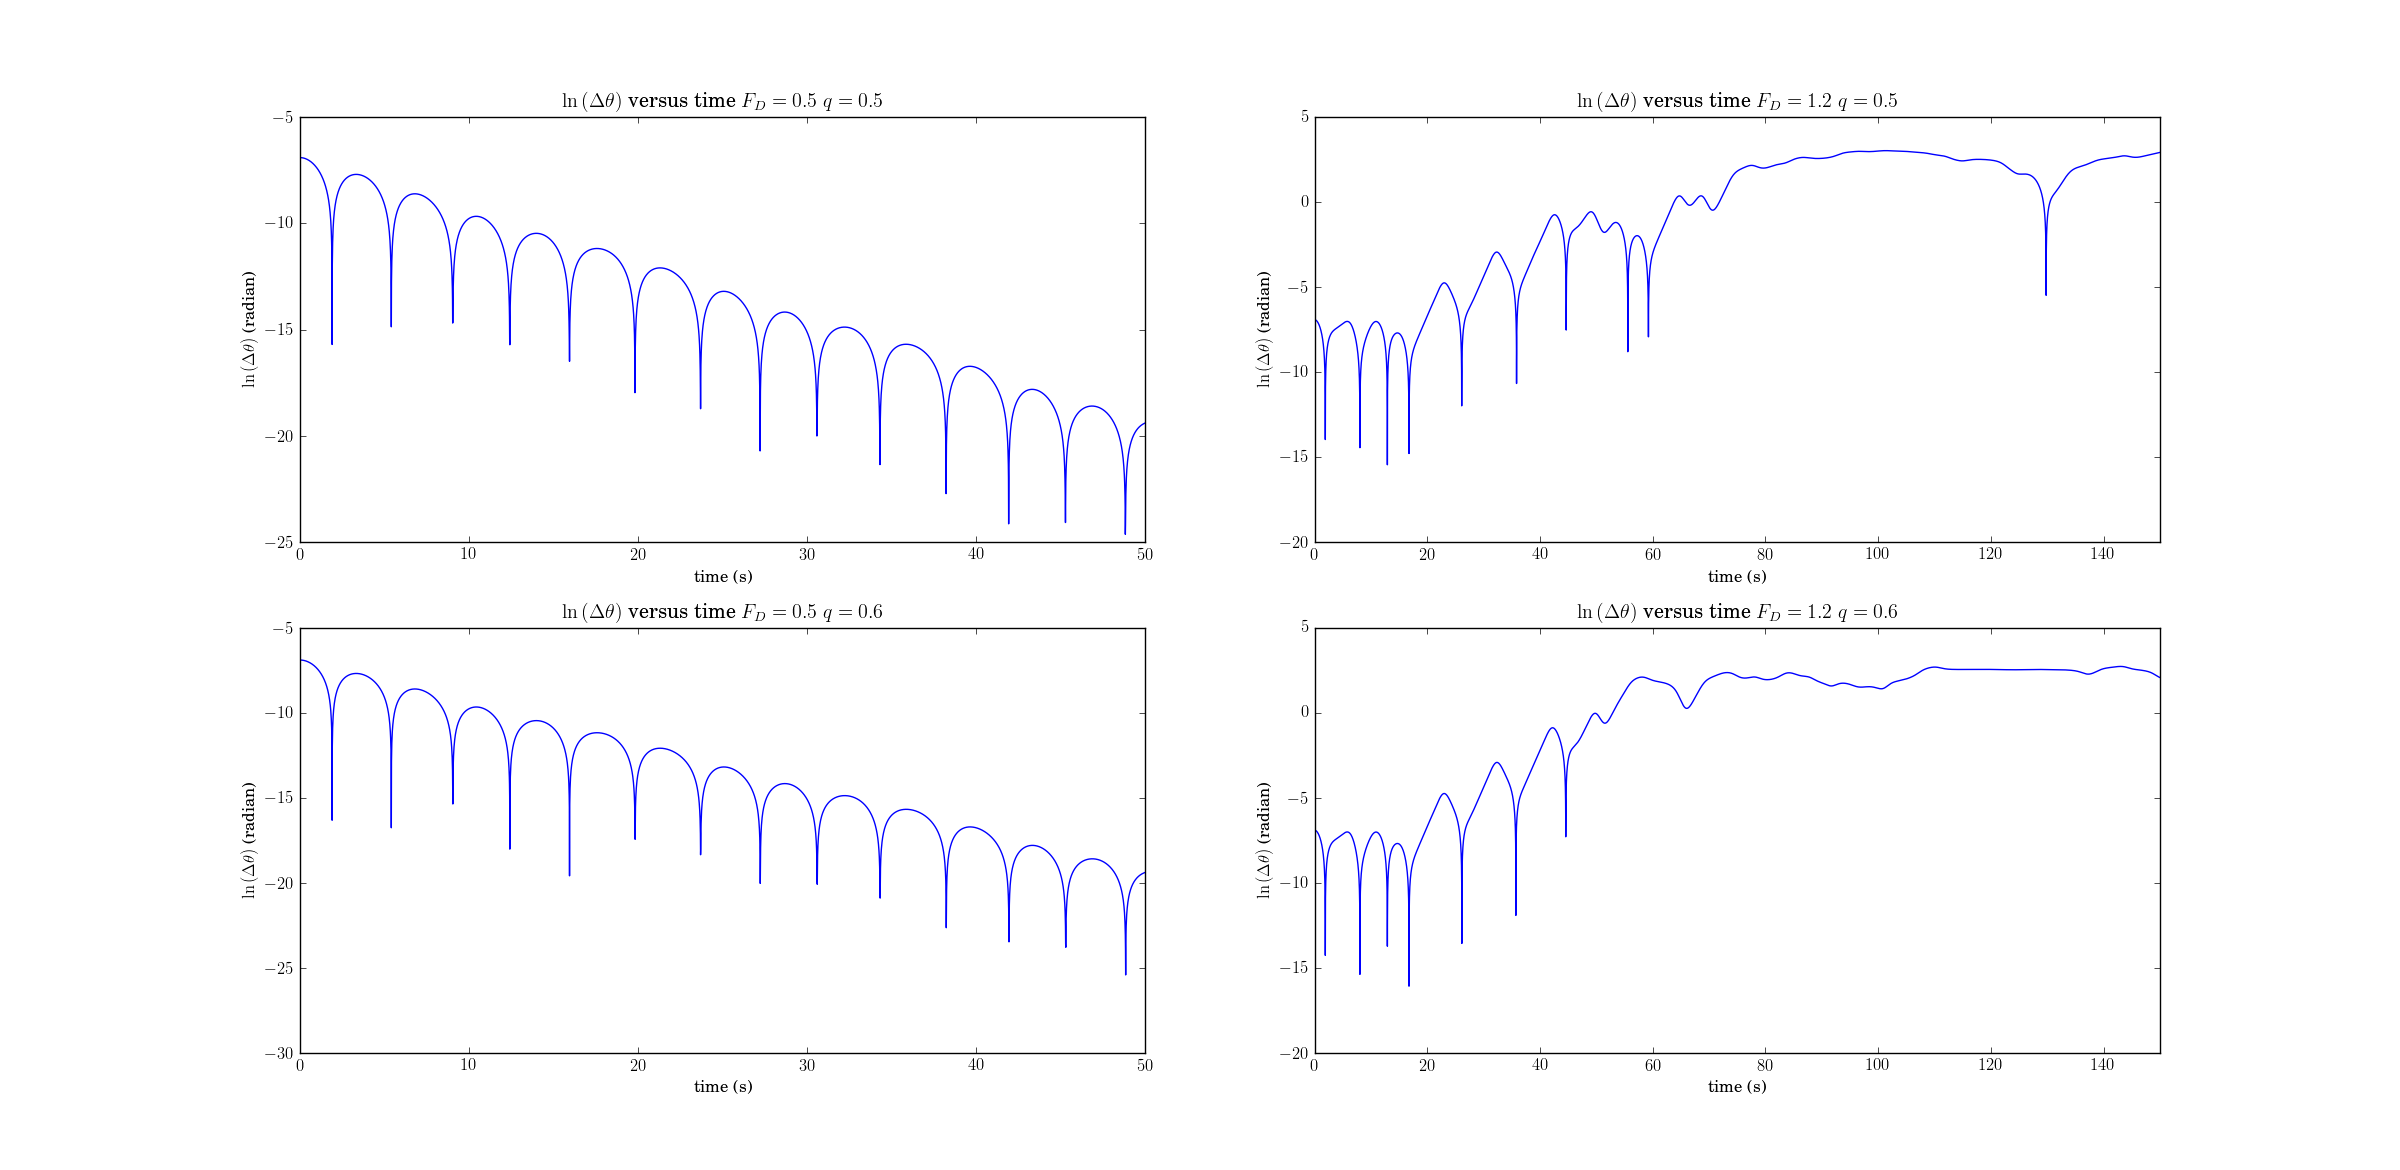 ln (Δθ) versus time F_D = 0.5 q = 0.5
−5
−10
−15
−20
−25
ln (Δθ) (radian)
0 10 20 30 40 50
time (s)
ln (Δθ) versus time F_D = 1.2 q = 0.5
5
0
−5
−10
−15
−20
ln (Δθ) (radian)
0 20 40 60 80 100 120 140
time (s)
ln (Δθ) versus time F_D = 0.5 q = 0.6
−5
−10
−15
−20
−25
−30
ln (Δθ) (radian)
0 10 20 30 40 50
time (s)
ln (Δθ) versus time F_D = 1.2 q = 0.6
5
0
−5
−10
−15
−20
ln (Δθ) (radian)
0 20 40 60 80 100 120 140
time (s)